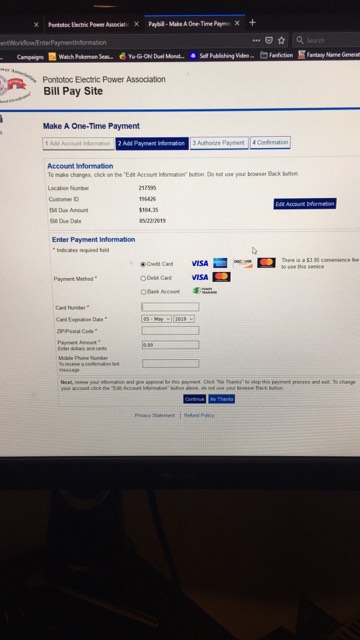 Pontotoc Electric Power Associati
Paybill - Make A One-Time Paym
entWorkflow/EnterPaymentInformation
Search
Campaigns
Watch Pokemon Seas...
Yu-Gi-Oh! Duel Monst...
Self Publishing Video ...
Fanfiction
Fantasy Name Generat
Pontotoc Electric Power Association
Bill Pay Site
Make A One-Time Payment
1 Add Account Information
2 Add Payment Information
3 Authorize Payment
4 Confirmation
Account Information
To make changes, click on the "Edit Account Information" button. Do not use your browser Back button.
Location Number 217595
Customer ID 116426
Bill Due Amount $104.35
Bill Due Date 05/22/2019
Edit Account Information
Enter Payment Information
* Indicates required field
Payment Method *
Credit Card VISA DISCOVER
There is a $1.95 convenience fee
to use this service
Debit Card VISA
Bank Account
Card Number *
Card Expiration Date * 05 - May 2019
ZIP/Postal Code *
Payment Amount * 0.00
Enter dollars and cents
Mobile Phone Number
To receive a confirmation text
message
Next, review your information and give approval for this payment. Click "No Thanks" to stop this payment process and exit. To change
your account click the "Edit Account Information" button above, do not use your browser Back button.
Continue No Thanks
Privacy Statement | Refund Policy